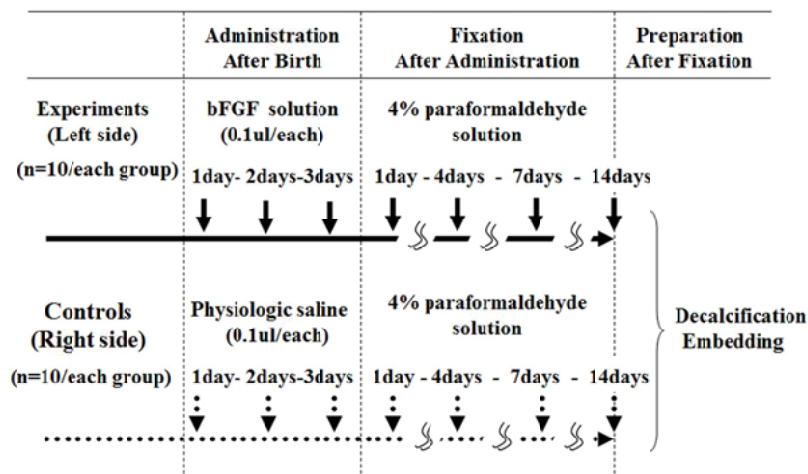 Administration After Birth
Fixation After Administration
Preparation After Fixation
Experiments
(Left side)
(n=10/each group)
bFGF solution
(0.1ul/each)
4% paraformaldehyde
solution
1day- 2days-3days
1day - 4days - 7days - 14days
Controls
(Right side)
(n=10/each group)
Physiologic saline
(0.1ul/each)
4% paraformaldehyde
solution
1day- 2days-3days
1day - 4days - 7days - 14days
Decalcification
Embedding